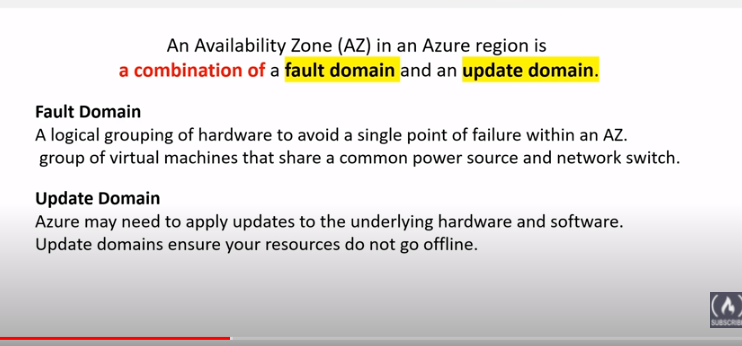 An Availability Zone (AZ) in an Azure region is
a combination of a fault domain and an update domain.
Fault Domain
A logical grouping of hardware to avoid a single point of failure within an AZ.
group of virtual machines that share a common power source and network switch.
Update Domain
Azure may need to apply updates to the underlying hardware and software.
Update domains ensure your resources do not go offline.
SUBSCRIBE